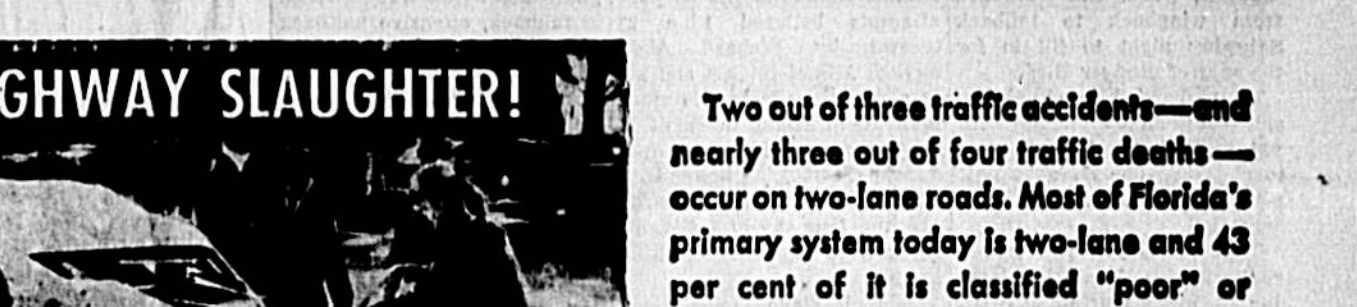 GHWAY SLAUGHTER!
Two out of three traffic accidents—and
nearly three out of four traffic deaths—
occur on two-lane roads. Most of Florida's
primary system today is two-lane and 43
per cent of it is classified "poor" or